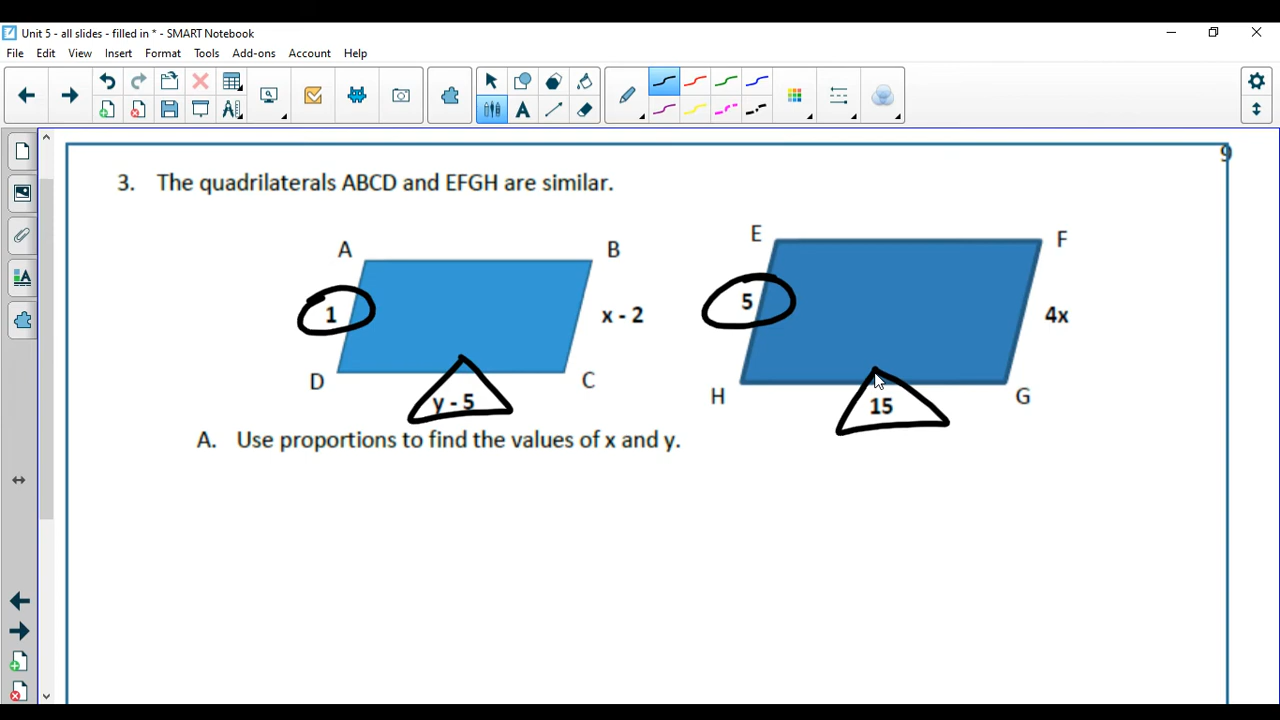 Unit 5 - all slides - filled in * - SMART Notebook
File Edit View Insert Format Tools Add-ons Account Help
9
3. The quadrilaterals ABCD and EFGH are similar.
A B E F
1 x - 2 5 4x
D C H G
y - 5 15
A. Use proportions to find the values of x and y.